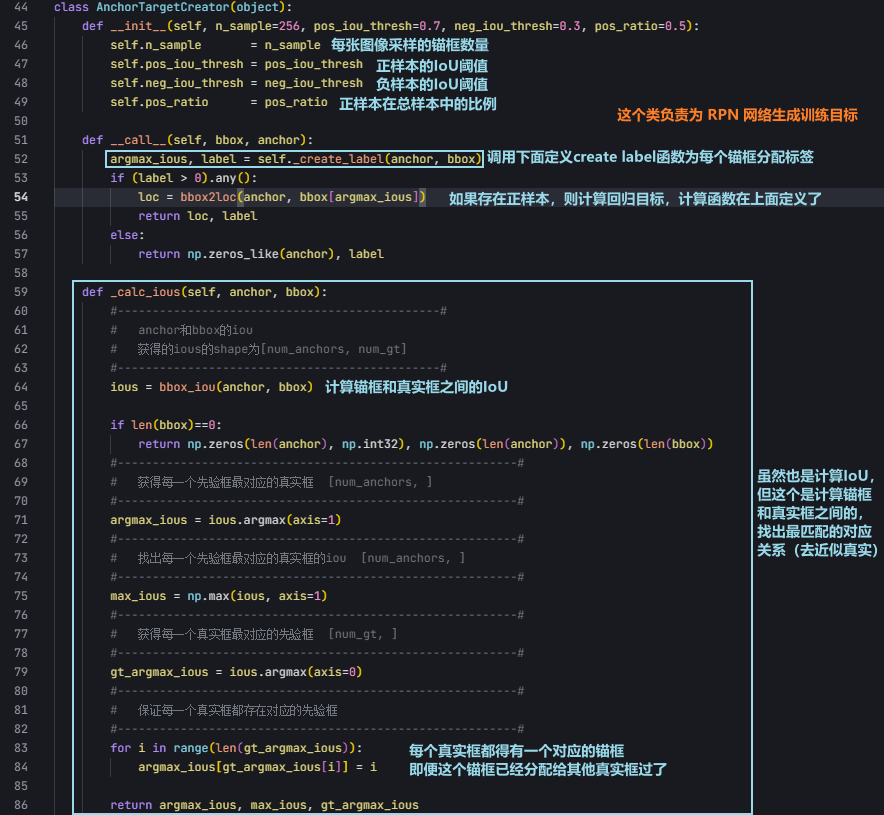 44 class AnchorTargetCreator(object):
45     def __init__(self, n_sample=256, pos_iou_thresh=0.7, neg_iou_thresh=0.3, pos_ratio=0.5):
46         self.n_sample       = n_sample 每张图像采样的锚框数量
47         self.pos_iou_thresh = pos_iou_thresh 正样本的IoU阈值
48         self.neg_iou_thresh = neg_iou_thresh 负样本的IoU阈值
49         self.pos_ratio      = pos_ratio 正样本在总样本中的比例
50 这个类负责为 RPN 网络生成训练目标
51     def __call__(self, bbox, anchor):
52         argmax_ious, label = self._create_label(anchor, bbox) 调用下面定义create label函数为每个锚框分配标签
53         if (label > 0).any():
54             loc = bbox2loc(anchor, bbox[argmax_ious]) 如果存在正样本，则计算回归目标，计算函数在上面定义了
55             return loc, label
56         else:
57             return np.zeros_like(anchor), label
58
59     def _calc_ious(self, anchor, bbox):
60         #----------------------------------------------#
61         #   anchor和bbox的iou
62         #   获得的ious的shape为[num_anchors, num_gt]
63         #----------------------------------------------#
64         ious = bbox_iou(anchor, bbox) 计算锚框和真实框之间的IoU
65
66         if len(bbox)==0:
67             return np.zeros(len(anchor), np.int32), np.zeros(len(anchor)), np.zeros(len(bbox))
68         #---------------------------------------------------------#
69         #   获得每一个先验框最对应的真实框  [num_anchors, ]
70         #---------------------------------------------------------#
71         argmax_ious = ious.argmax(axis=1)
72         #---------------------------------------------------------#
73         #   找出每一个先验框最对应的真实框的iou  [num_anchors, ]
74         #---------------------------------------------------------#
75         max_ious = np.max(ious, axis=1)
76         #---------------------------------------------------------#
77         #   获得每一个真实框最对应的先验框  [num_gt, ]
78         #---------------------------------------------------------#
79         gt_argmax_ious = ious.argmax(axis=0)
80         #---------------------------------------------------------#
81         #   保证每一个真实框都存在对应的先验框
82         #---------------------------------------------------------#
83         for i in range(len(gt_argmax_ious)): 每个真实框都得有一个对应的锚框
84             argmax_ious[gt_argmax_ious[i]] = i 即便这个锚框已经分配给其他真实框过了
85
86         return argmax_ious, max_ious, gt_argmax_ious
虽然也是计算IoU，
但这个是计算锚框
和真实框之间的，
找出最匹配的对应
关系（去近似真实）